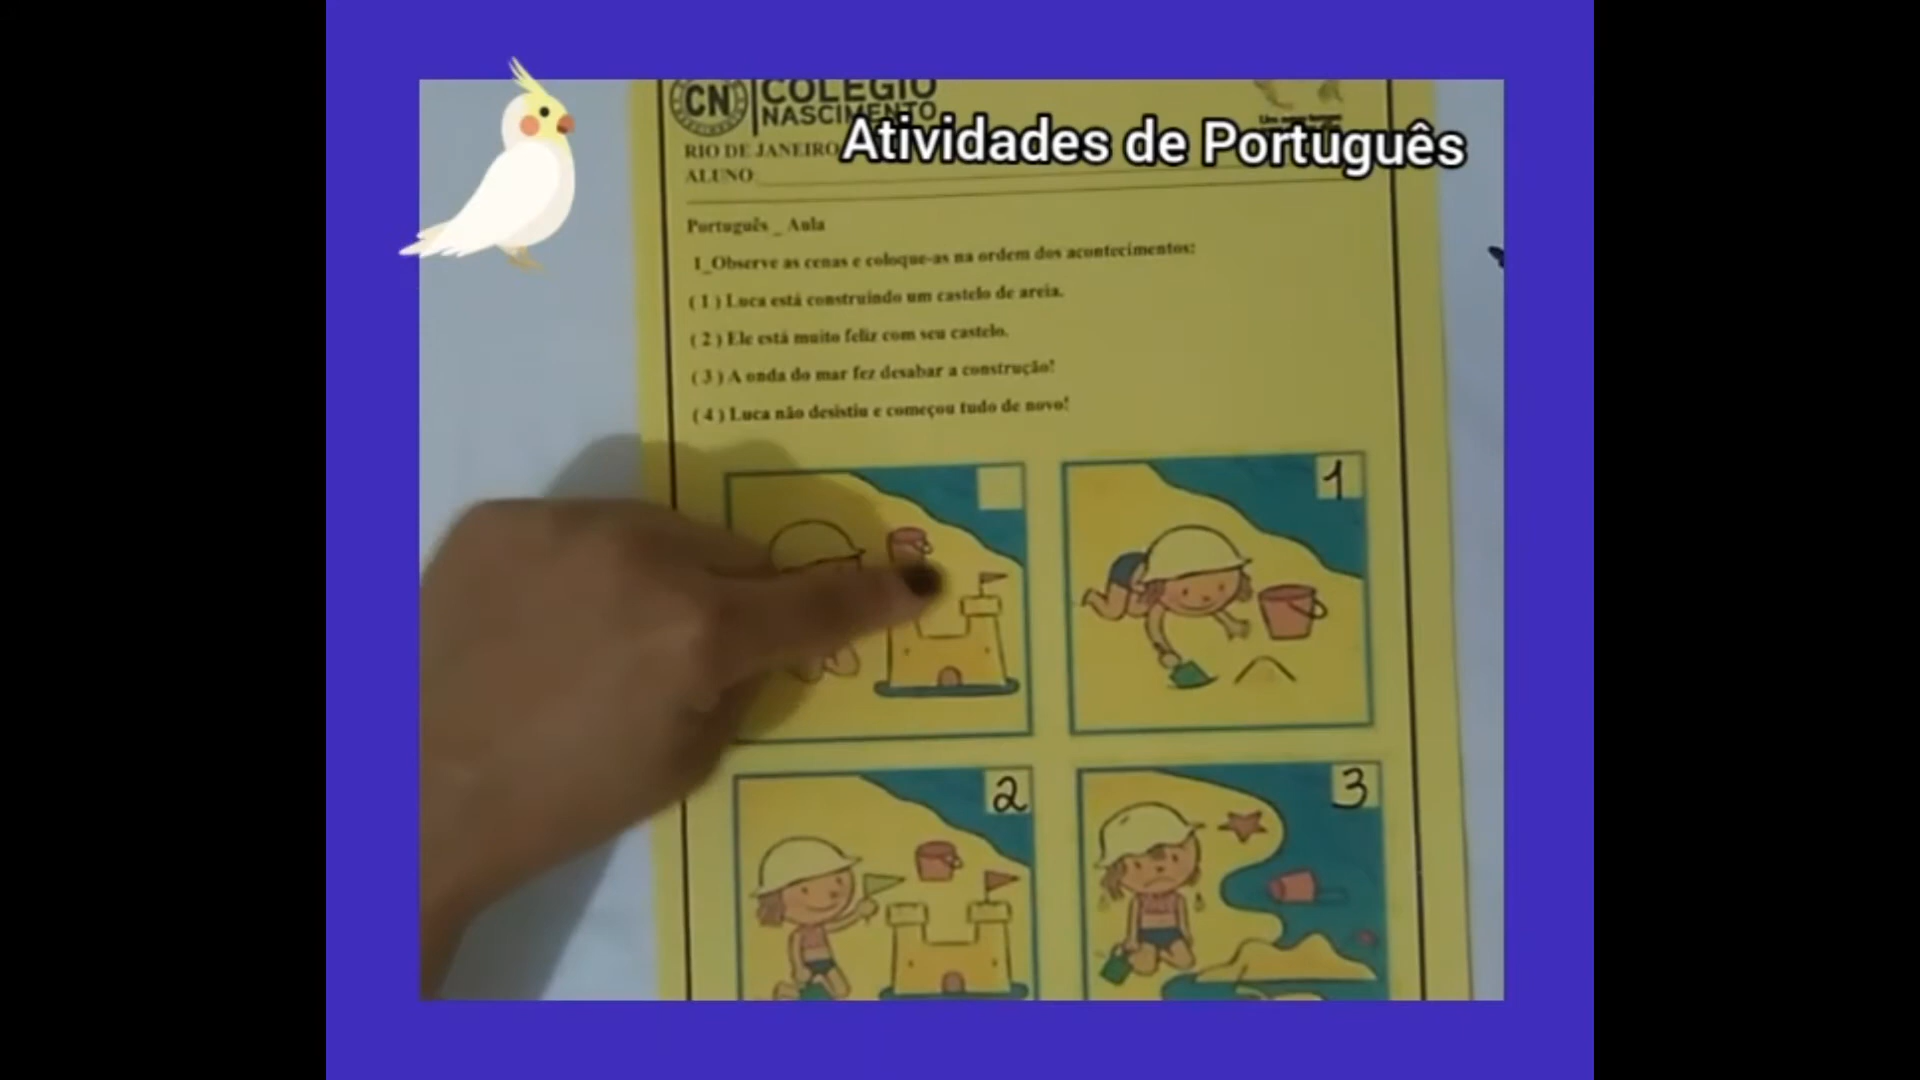 CN
COLEGIO
NASCIMENTO
Atividades de Português
RIO DE JANEIRO
ALUNO
Português _ Aula
1_Observe as cenas e coloque-as na ordem dos acontecimentos:
( 1 ) Luca está construindo um castelo de areia.
( 2 ) Ele está muito feliz com seu castelo.
( 3 ) A onda do mar fez desabar a construção!
( 4 ) Luca não desistiu e começou tudo de novo!
1
2
3